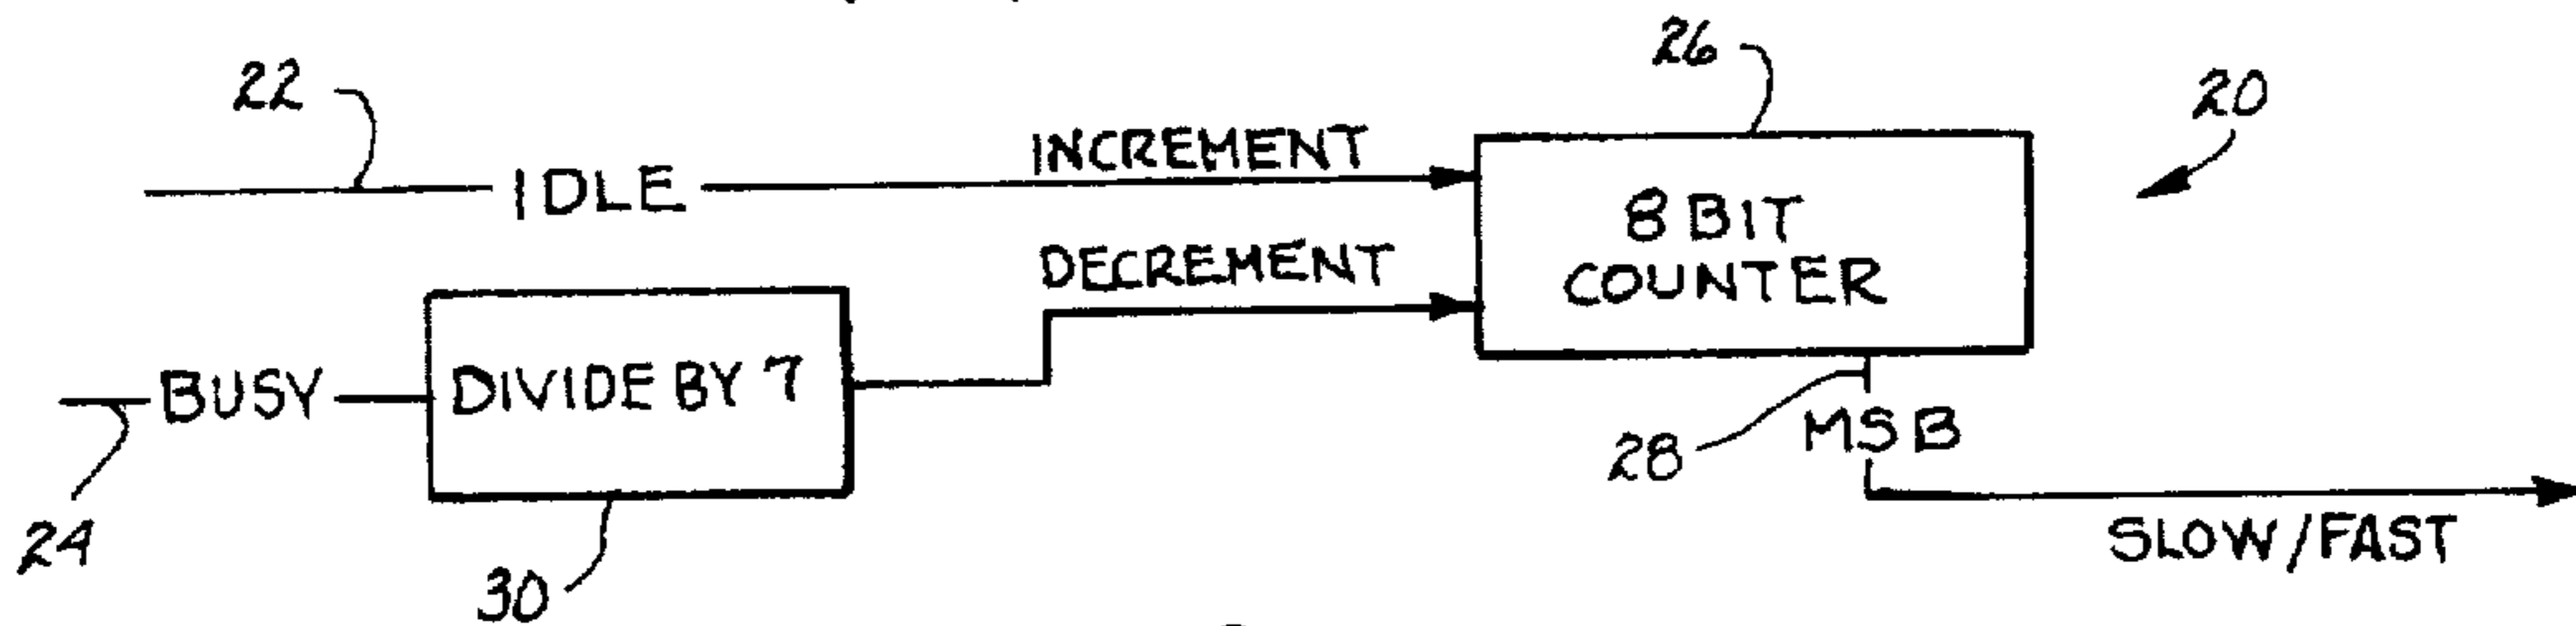 26
20
22
INCREMENT
IDLE
8 BIT
COUNTER
DECREMENT
DIVIDE BY 7
BUSY
MSB
28
SLOW/FAST
24
30